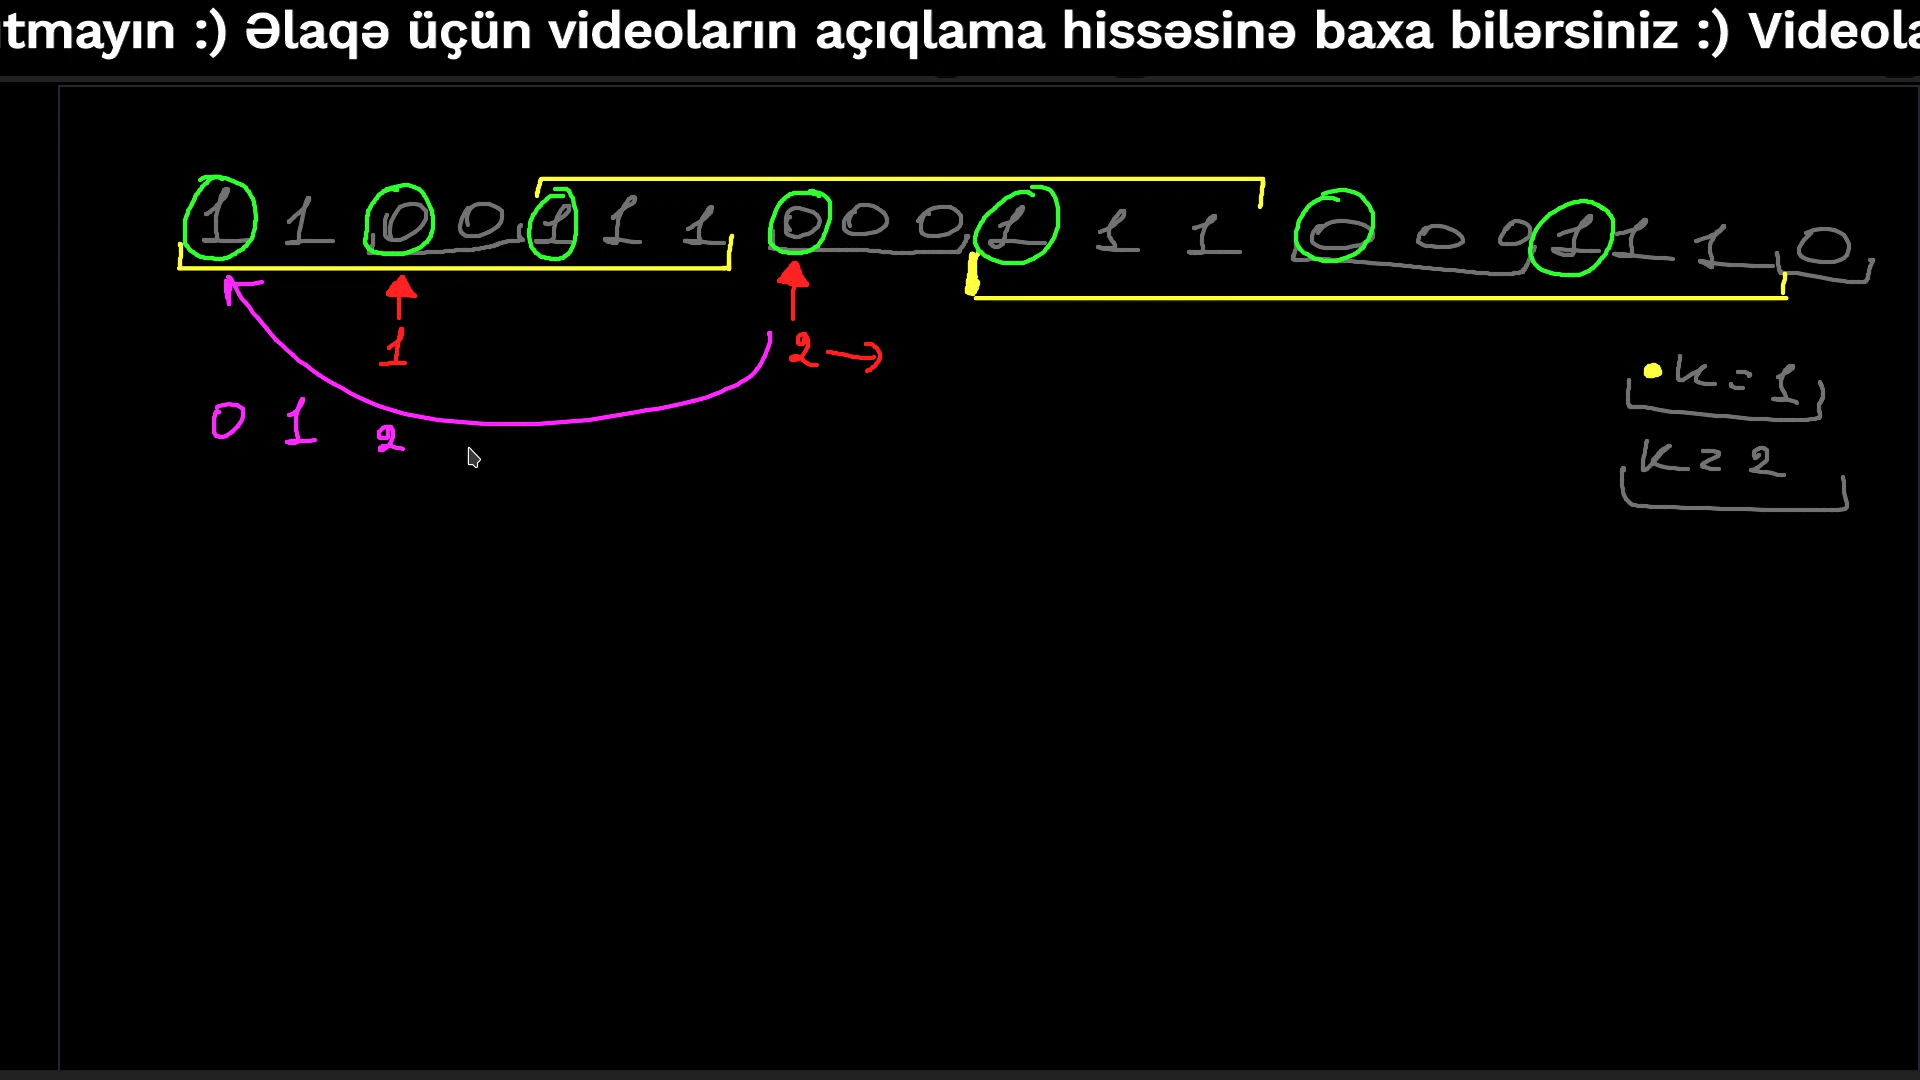 tmayın :) Əlaqə üçün videoların açıqlama hissəsinə baxa bilərsiniz :) Videola
1 1 0 0 1 1 1 0 0 0 1 1 1 0 0 0 1 1 1 0
1 2
K = 1
0 1 2
K = 2